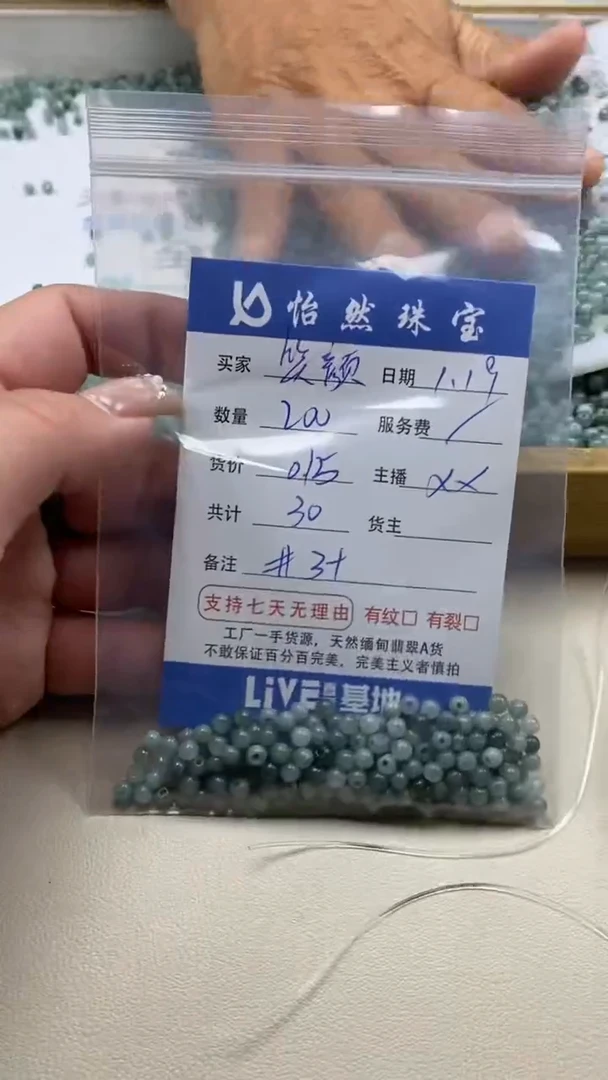 怡然珠宝
买家 笑颜 日期 1.19
数量 200 服务费 /
货价 0.15 主播 XX
共计 30 货主
备注 #3+
支持七天无理由 有纹□ 有裂□
工厂一手货源，天然缅甸翡翠A货
不敢保证百分百完美，完美主义者慎拍
LiVE 基地